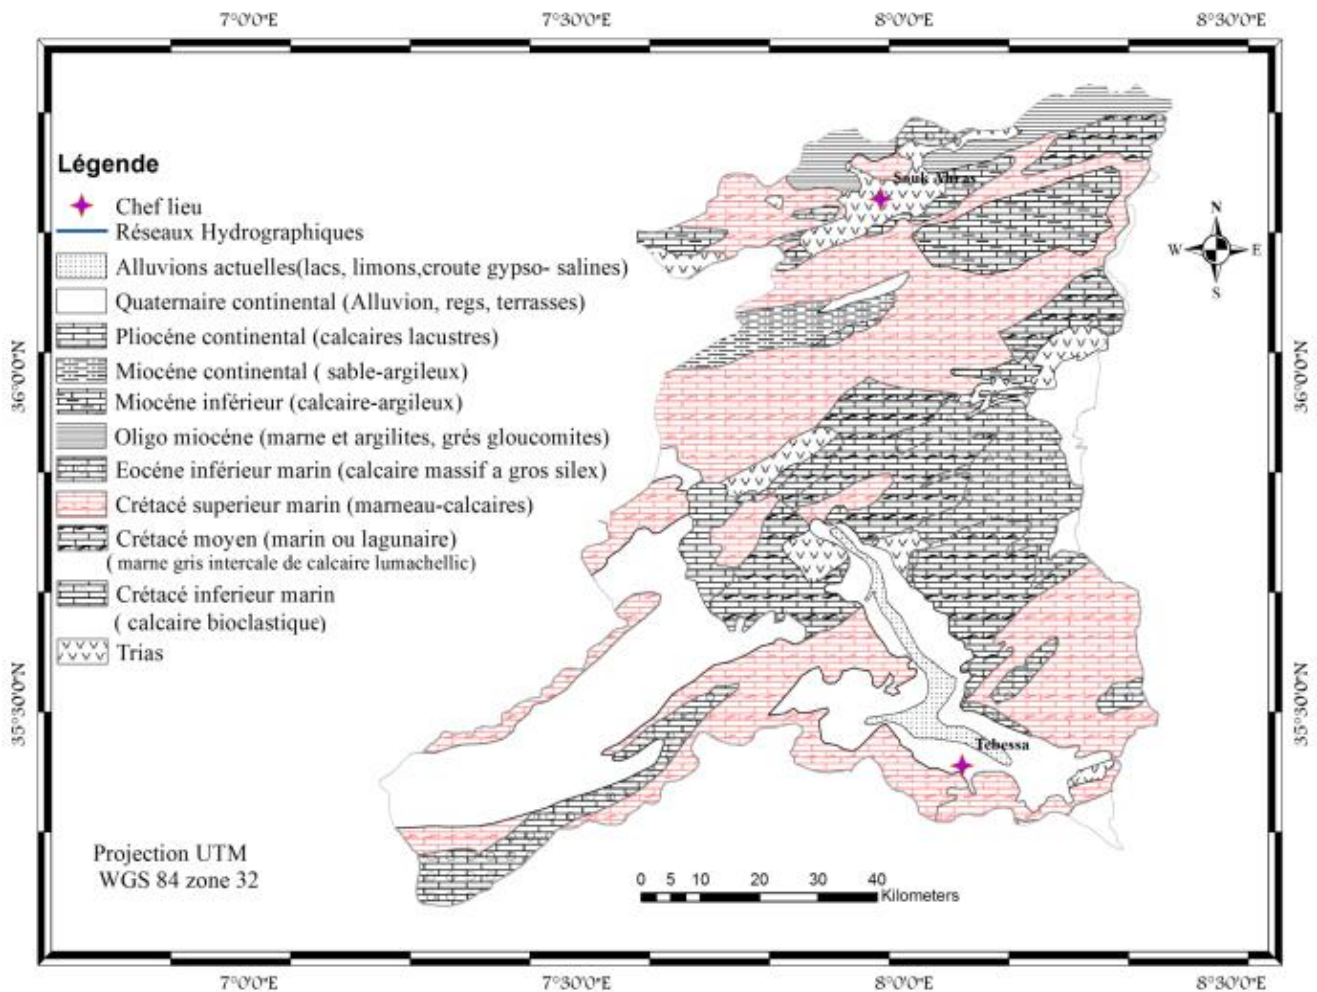 7°0'0"E 7°30'0"E 8°0'0"E 8°30'0"E
Légende
Chef lieu
Réseaux Hydrographiques
Alluvions actuelles(lacs, limons,croute gypso- salines)
Quaternaire continental (Alluvion, regs, terrasses)
Pliocéne continental (calcaires lacustres)
Miocéne continental ( sable-argileux)
Miocéne inférieur (calcaire-argileux)
Oligo miocéne (marne et argilites, grés gloucomites)
Eocéne inférieur marin (calcaire massif a gros silex)
Crétacé superieur marin (marneau-calcaires)
Crétacé moyen (marin ou lagunaire)
( marne gris intercale de calcaire lumachellic)
Crétacé inferieur marin
( calcaire bioclastique)
Trias
Souk Ahras
N
W E
S
36°0'0"N 36°0'0"N
35°30'0"N 35°30'0"N
Tebessa
Projection UTM
WGS 84 zone 32
0 5 10 20 30 40
Kilometers
7°0'0"E 7°30'0"E 8°0'0"E 8°30'0"E